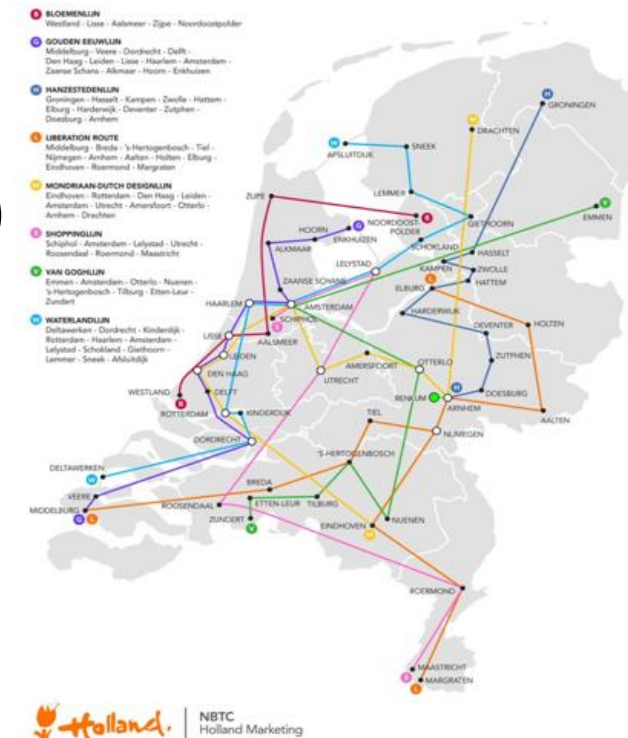 B BLOEMENLIJN
Westland - Lisse - Aalsmeer - Zijpe - Noordoostpolder
G GOUDEN EEUWLIJN
Middelburg - Veere - Dordrecht - Delft -
Den Haag - Leiden - Lisse - Haarlem - Amsterdam -
Zaanse Schans - Alkmaar - Hoorn - Enkhuizen
H HANZESTEDENLIJN
Groningen - Hasselt - Kampen - Zwolle - Hattem -
Elburg - Harderwijk - Deventer - Zutphen -
Doesburg - Arnhem
L LIBERATION ROUTE
Middelburg - Breda - 's Hertogenbosch - Tiel -
Nijmegen - Arnhem - Aalten - Holten - Elburg -
Eindhoven - Roermond - Margraten
M MONDRIAAN-DUTCH DESIGNLIJN
Eindhoven - Rotterdam - Den Haag - Leiden -
Amsterdam - Utrecht - Amersfoort - Otterlo -
Arnhem - Drachten
S SHOPPINGLIJN
Schiphol - Amsterdam - Lelystad - Utrecht -
Roosendaal - Roermond - Maastricht
V VAN GOGHLIJN
Emmen - Amsterdam - Otterlo - Nuenen -
's-Hertogenbosch - Tilburg - Etten-Leur -
Zundert
W WATERLANDLIJN
Deltawerken - Dordrecht - Kinderdijk -
Rotterdam - Haarlem - Amsterdam -
Lelystad - Schokland - Giethoorn -
Lemmer - Sneek - Afsluitdijk
H
GRONINGEN
M
DRACHTEN
W
AFSLUITDIJK
SNEEK
LEMMER
V
EMMEN
ZIJPE
NOORDOOST-
POLDER
B
GIETHOORN
HOORN
G
ENKHUIZEN
SCHOKLAND
ALKMAAR
HASSELT
LELYSTAD
KAMPEN
ZWOLLE
ZAANSE SCHANS
L
ELBURG
HATTEM
HAARLEM
AMSTERDAM
HARDERWIJK
SCHIPHOL
S
HOLTEN
LISSE
AALSMEER
DEVENTER
LEIDEN
ZUTPHEN
AMERSFOORT
OTTERLO
DEN HAAG
UTRECHT
DELFT
H
DOESBURG
WESTLAND
B
RENKUM
ARNHEM
ROTTERDAM
KINDERDIJK
TIEL
AALTEN
NIJMEGEN
DORDRECHT
'S-HERTOGENBOSCH
DELTAWERKEN
W
BREDA
VEERE
MIDDELBURG
G L
ROOSENDAAL
ETTEN-LEUR
TILBURG
ZUNDERT
V
EINDHOVEN
M
NUENEN
ROERMOND
MAASTRICHT
S
MARGRATEN
L
Holland.
NBTC
Holland Marketing